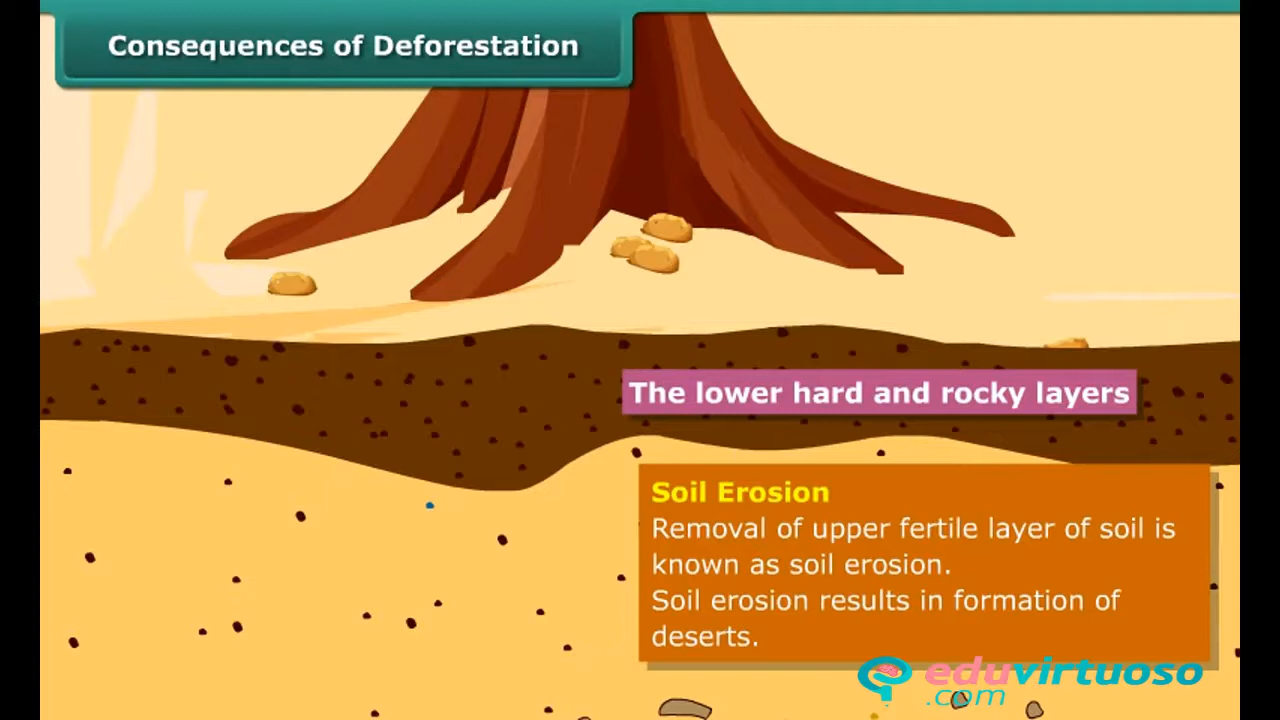 Consequences of Deforestation
The lower hard and rocky layers
Soil Erosion
Removal of upper fertile layer of soil is
known as soil erosion.
Soil erosion results in formation of
deserts.
eduvirtuoso
.com